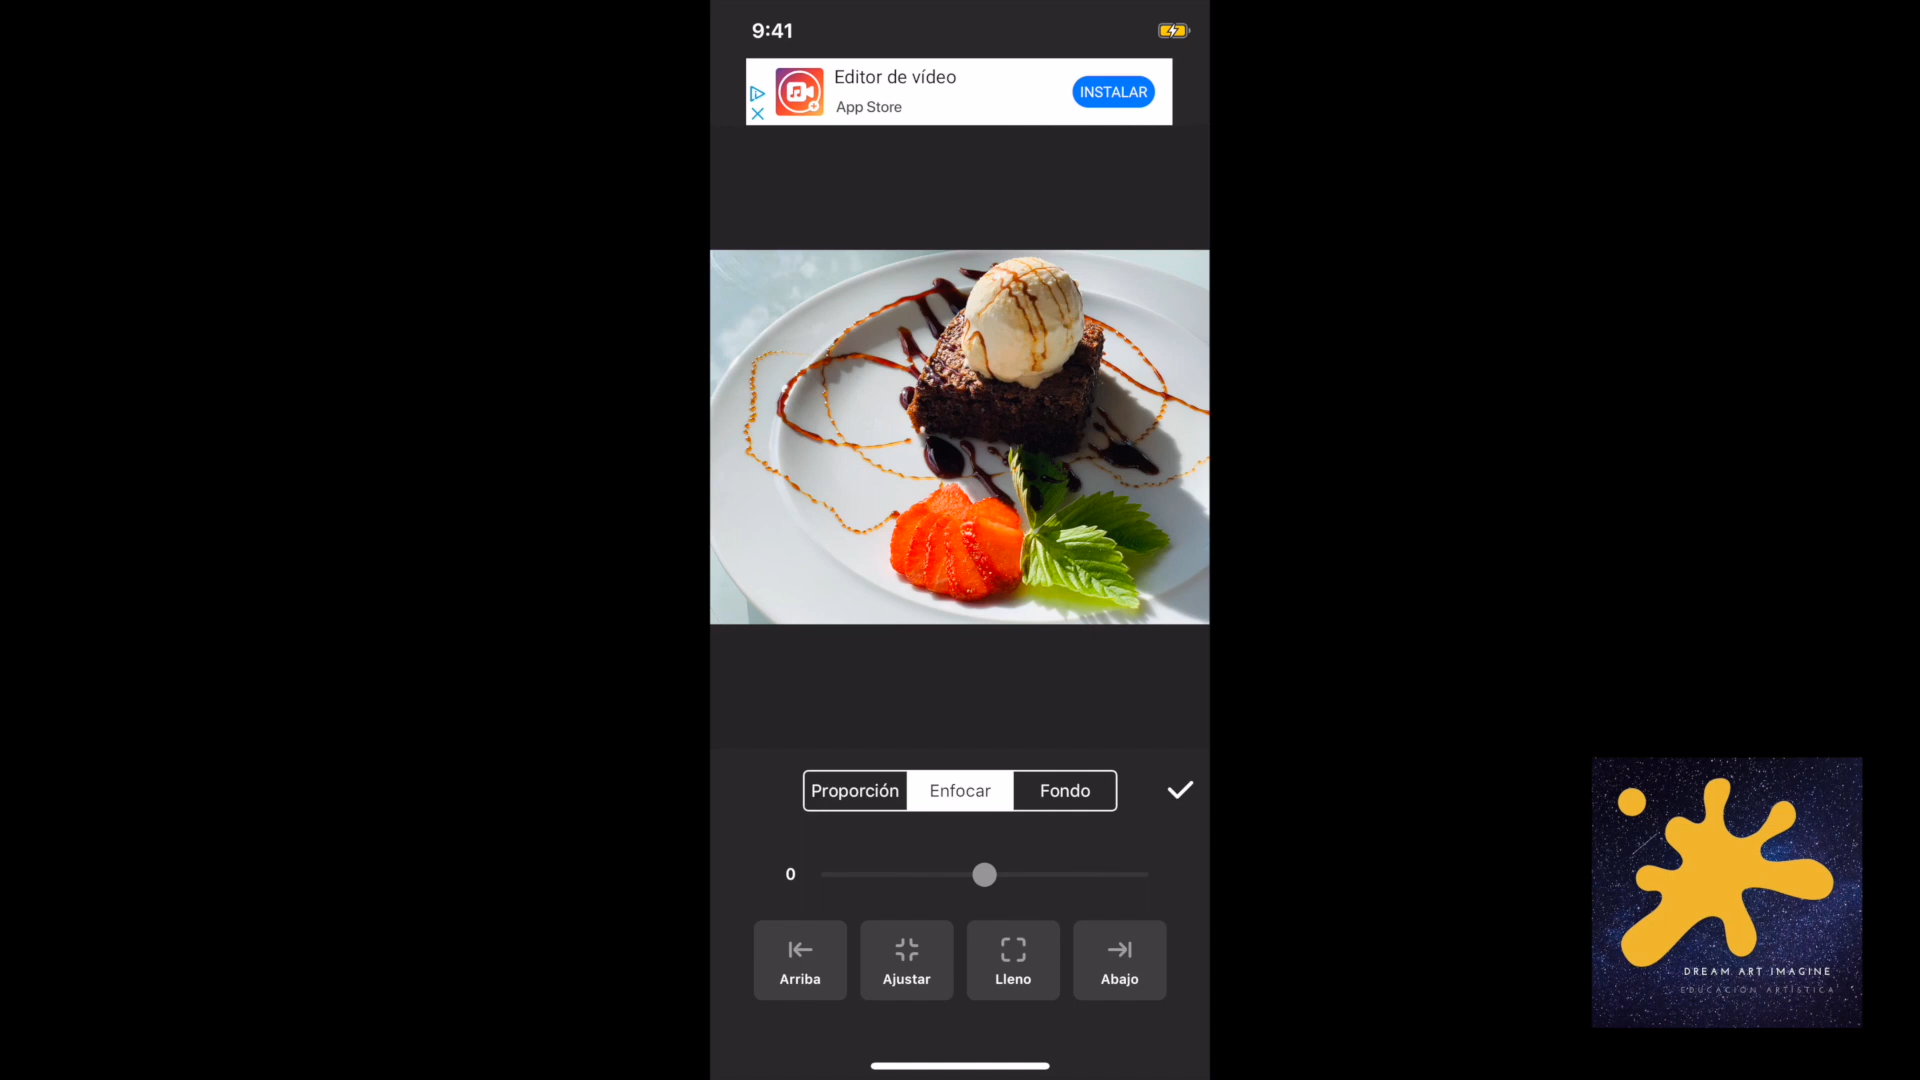 9:41
Editor de vídeo
App Store
INSTALAR
Proporción
Enfocar
Fondo
0
Arriba
Ajustar
Lleno
Abajo
DREAM ART IMAGINE
EDUCACIÓN ARTÍSTICA